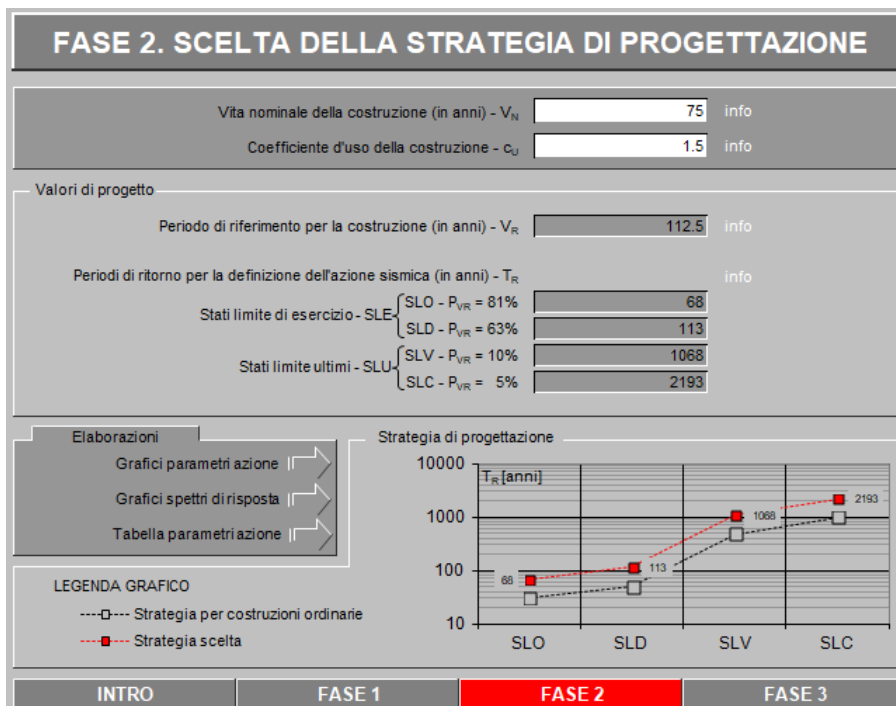 FASE 2. SCELTA DELLA STRATEGIA DI PROGETTAZIONE
Vita nominale della costruzione (in anni) - VN 75 info
Coefficiente d'uso della costruzione - cU 1.5 info
Valori di progetto
Periodo di riferimento per la costruzione (in anni) - VR 112.5 info
Periodi di ritorno per la definizione dell'azione sismica (in anni) - TR info
Stati limite di esercizio - SLE
SLO - PVR = 81% 68
SLD - PVR = 63% 113
Stati limite ultimi - SLU
SLV - PVR = 10% 1068
SLC - PVR = 5% 2193
Elaborazioni
Grafici parametri azione
Grafici spettri di risposta
Tabella parametri azione
LEGENDA GRAFICO
Strategia per costruzioni ordinarie
Strategia scelta
Strategia di progettazione
TR [anni]
10000
1000
100
10
68
113
1068
2193
SLO SLD SLV SLC
INTRO FASE 1 FASE 2 FASE 3